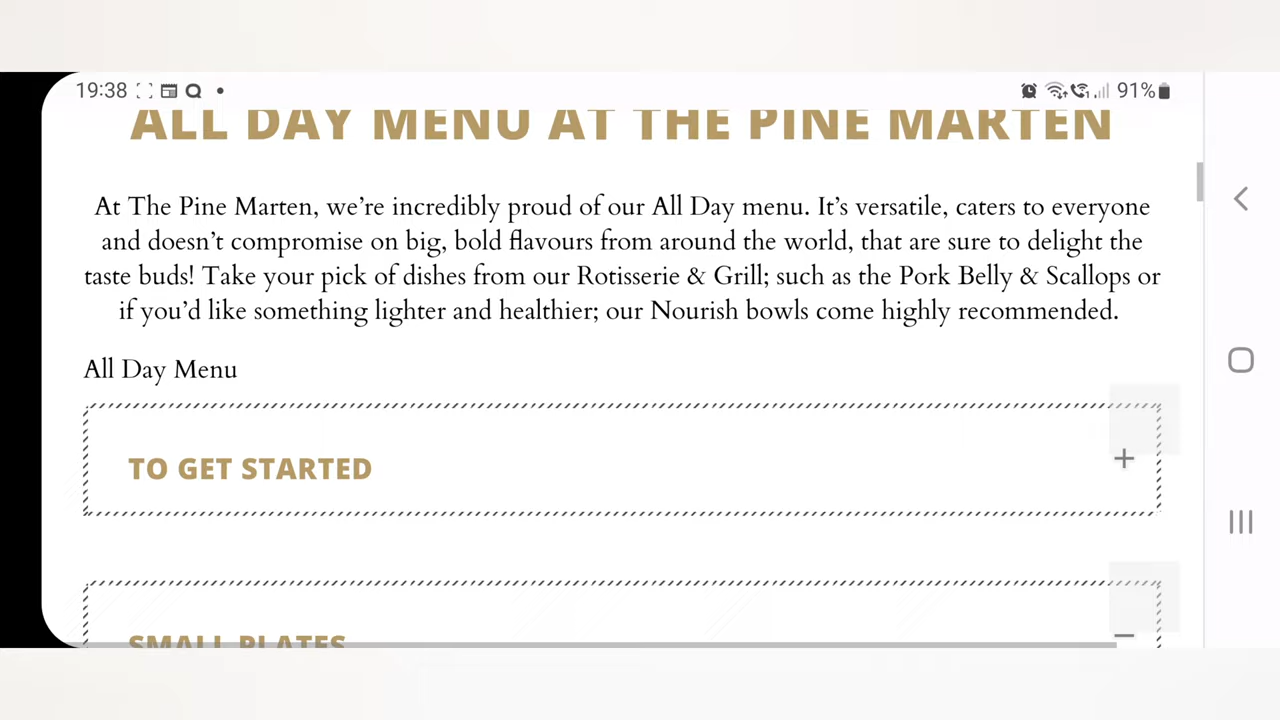 19:38
91%
ALL DAY MENU AT THE PINE MARTEN
At The Pine Marten, we’re incredibly proud of our All Day menu. It’s versatile, caters to everyone
and doesn’t compromise on big, bold flavours from around the world, that are sure to delight the
taste buds! Take your pick of dishes from our Rotisserie & Grill; such as the Pork Belly & Scallops or
if you’d like something lighter and healthier; our Nourish bowls come highly recommended.
All Day Menu
TO GET STARTED
+
SMALL PLATES
−